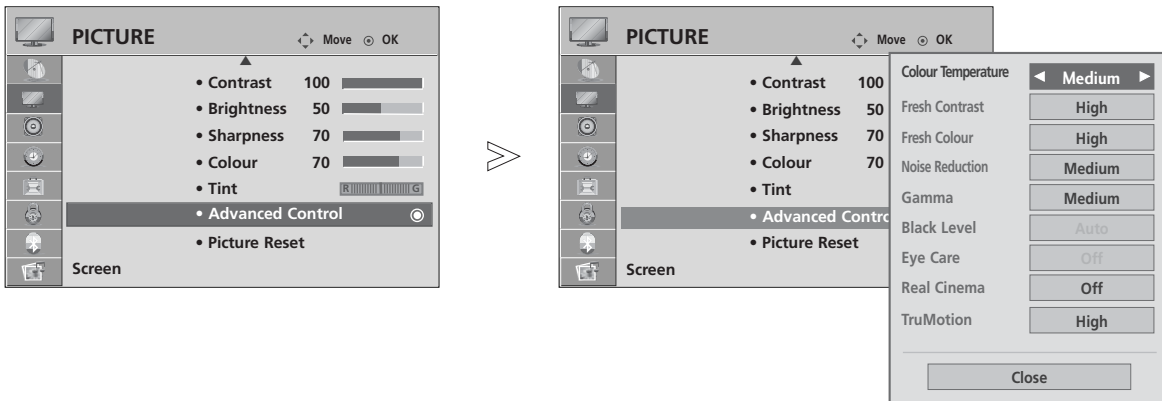 PICTURE Move OK
• Contrast 100
• Brightness 50
• Sharpness 70
• Colour 70
• Tint R G
• Advanced Control
• Picture Reset
Screen
PICTURE Move OK
• Contrast 100
• Brightness 50
• Sharpness 70
• Colour 70
• Tint
• Advanced Contro
• Picture Reset
Screen
Colour Temperature Medium
Fresh Contrast High
Fresh Colour High
Noise Reduction Medium
Gamma Medium
Black Level Auto
Eye Care Off
Real Cinema Off
TruMotion High
Close